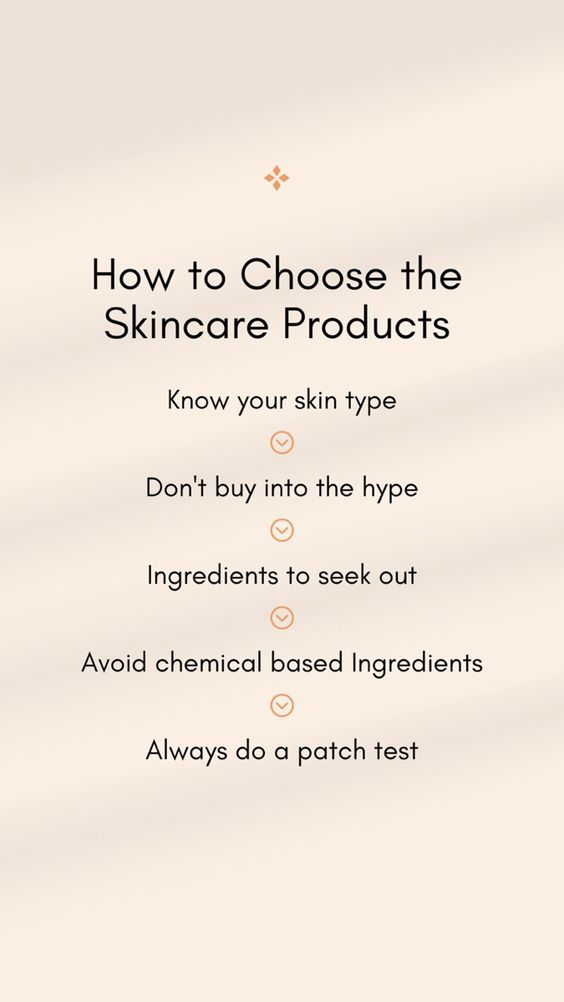 How to Choose the
Skincare Products
Know your skin type
Don't buy into the hype
Ingredients to seek out
Avoid chemical based Ingredients
Always do a patch test